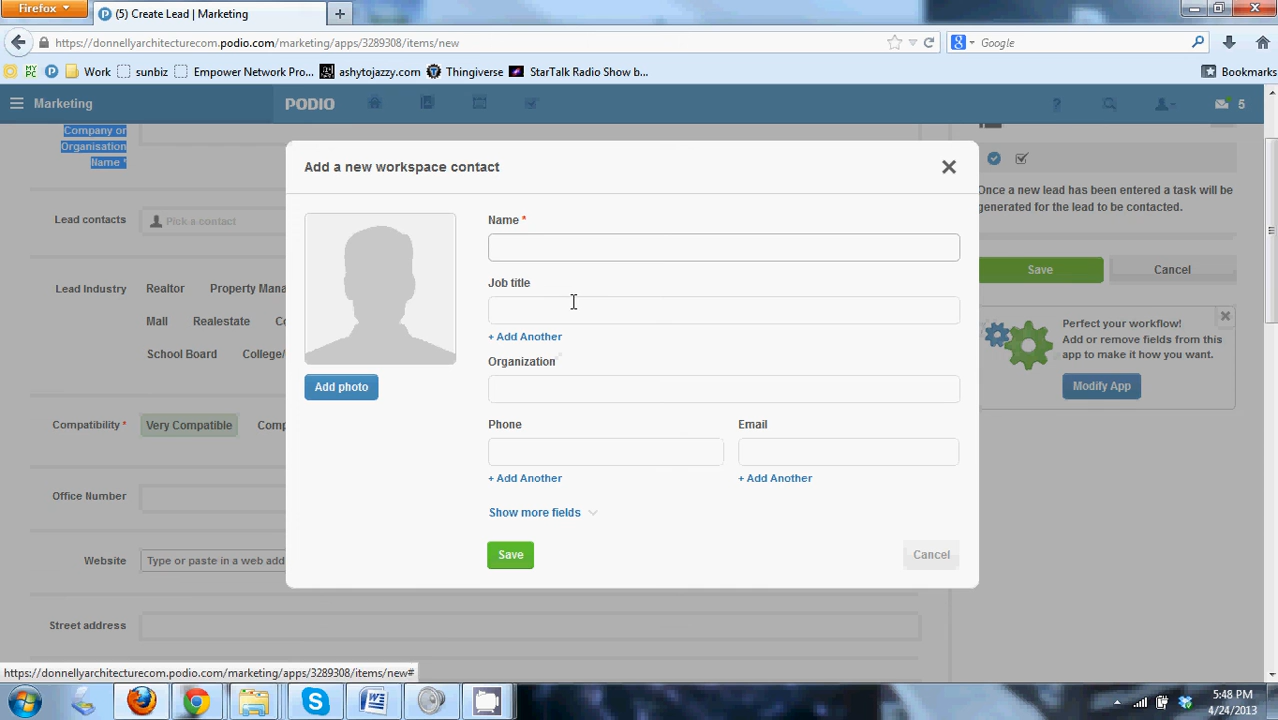 Firefox
(5) Create Lead | Marketing
https://donnellyarchitecturecom.podio.com/marketing/apps/3289308/items/new
Google
Work
sunbiz
Empower Network Pro...
ashytojazzy.com
Thingiverse
StarTalk Radio Show b...
Bookmarks
Marketing
PODIO
5
Company or
Organisation
Name *
Add a new workspace contact
Once a new lead has been entered a task will be
generated for the lead to be contacted.
Lead contacts
Pick a contact
Name *
Job title
+ Add Another
Save
Cancel
Lead Industry
Realtor
Property Mana
Mall
Realestate
Co
School Board
College/
Organization
Add photo
Perfect your workflow!
Add or remove fields from this
app to make it how you want.
Modify App
Compatibility *
Very Compatible
Comp
Phone
Email
+ Add Another
+ Add Another
Office Number
Show more fields
Website
Type or paste in a web add
Save
Cancel
Street address
https://donnellyarchitecturecom.podio.com/marketing/apps/3289308/items/new#
5:48 PM
4/24/2013